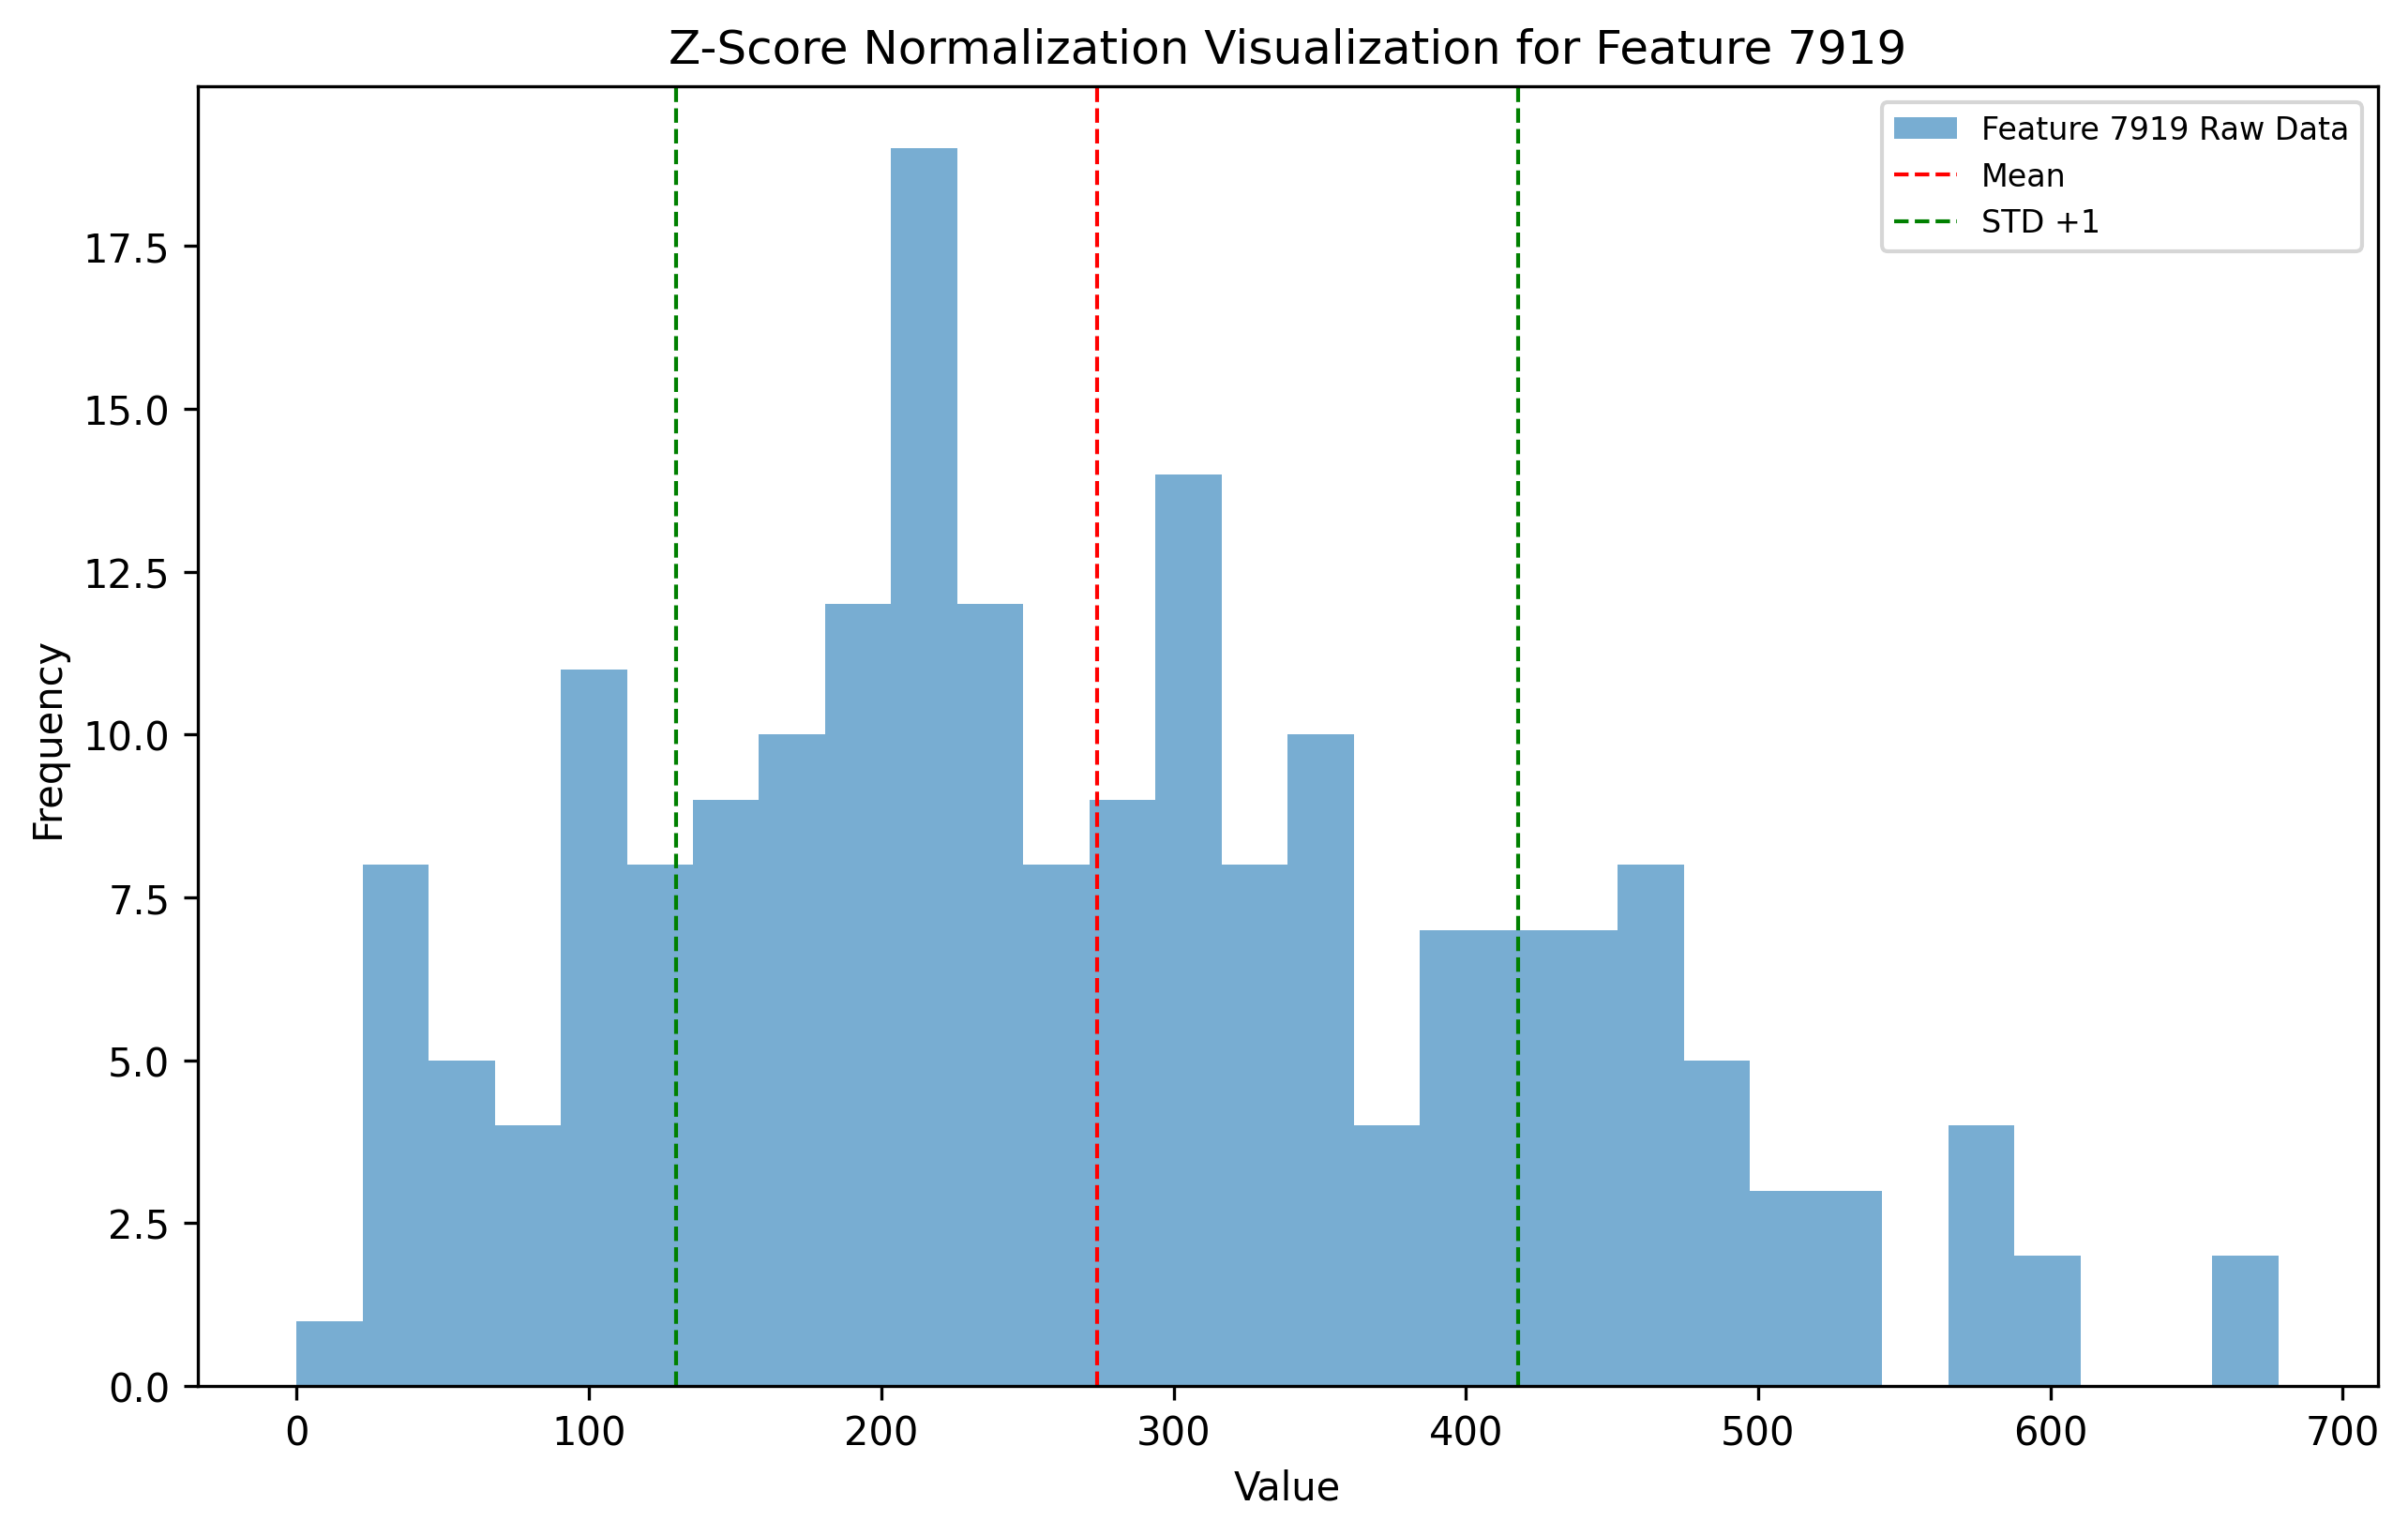 Z-Score Normalization Visualization for Feature 7919
Feature 7919 Raw Data
Mean
STD +1
17.5
15.0
12.5
10.0
7.5
5.0
2.5
0.0
Frequency
0 100 200 300 400 500 600 700
Value